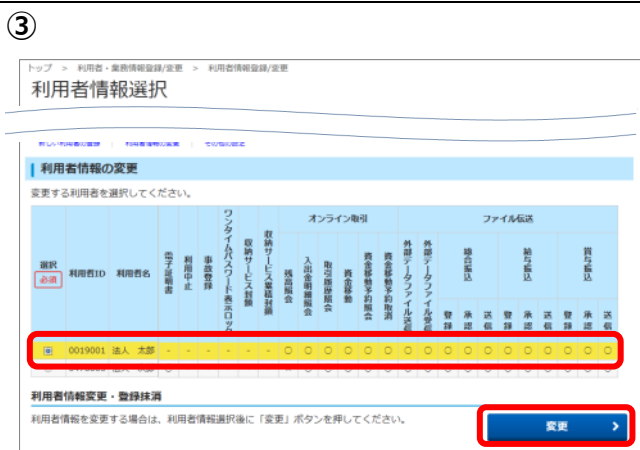 ③
トップ > 利用者・業務情報登録/変更 > 利用者情報登録/変更
利用者情報選択
利用者情報の変更
変更する利用者を選択してください。
選択
必須
利用者ID
利用者名
電子証明書
利用中止
事故登録
ワンタイムパスワード表示ロック
収納サービス封鎖
収納サービス累積封鎖
オンライン取引
残高照会
入出金明細照会
取引履歴照会
資金移動
資金移動予約照会
資金移動予約取消
ファイル伝送
外部データファイル送信
外部データファイル受信
総合振込
登録 承認 送信
給与振込
登録 承認 送信
賞与振込
登録 承認 送信
0019001 法人 太郎 - - - - - - ○ ○ ○ ○ ○ ○ ○ ○ ○ ○ ○ ○ ○ ○ ○ ○ ○
利用者情報変更・登録抹消
利用者情報を変更する場合は、利用者情報選択後に「変更」ボタンを押してください。
変更 >